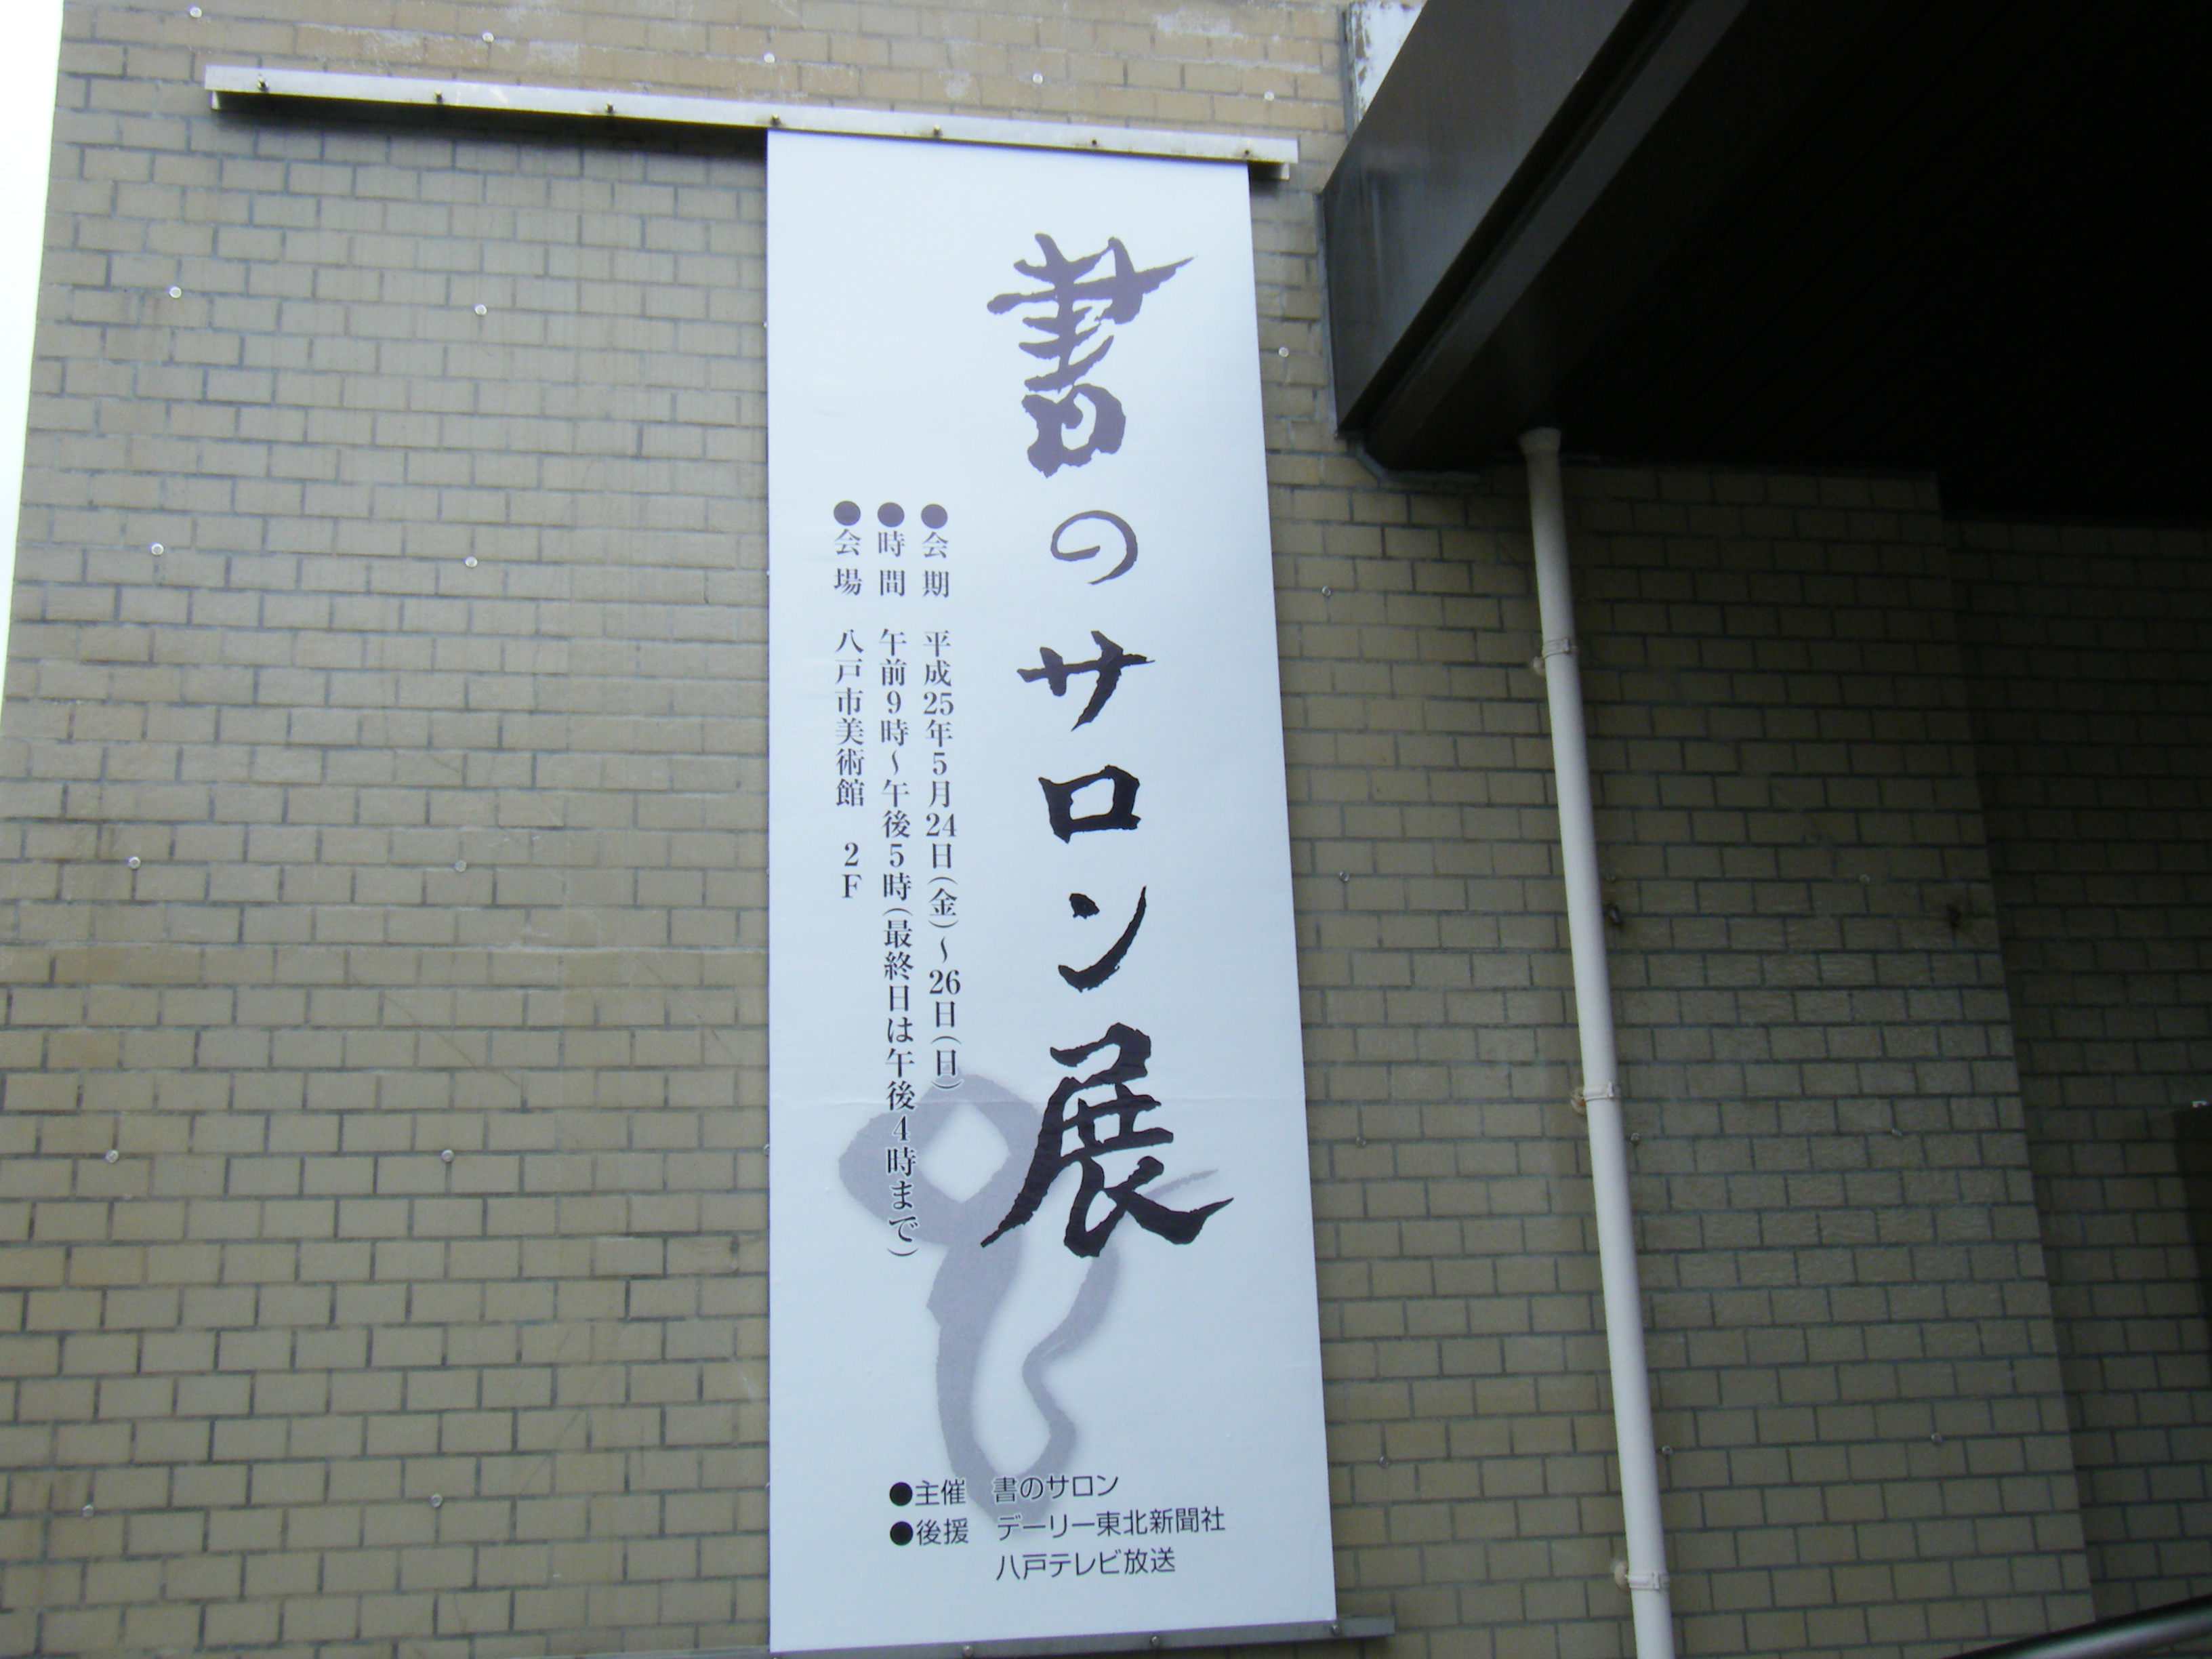 書のサロン展
●会期 平成25年5月24日(金)～26日(日)
●時間 午前9時～午後5時(最終日は午後4時まで)
●会場 八戸市美術館 2F
●主催 書のサロン
●後援 デーリー東北新聞社
八戸テレビ放送